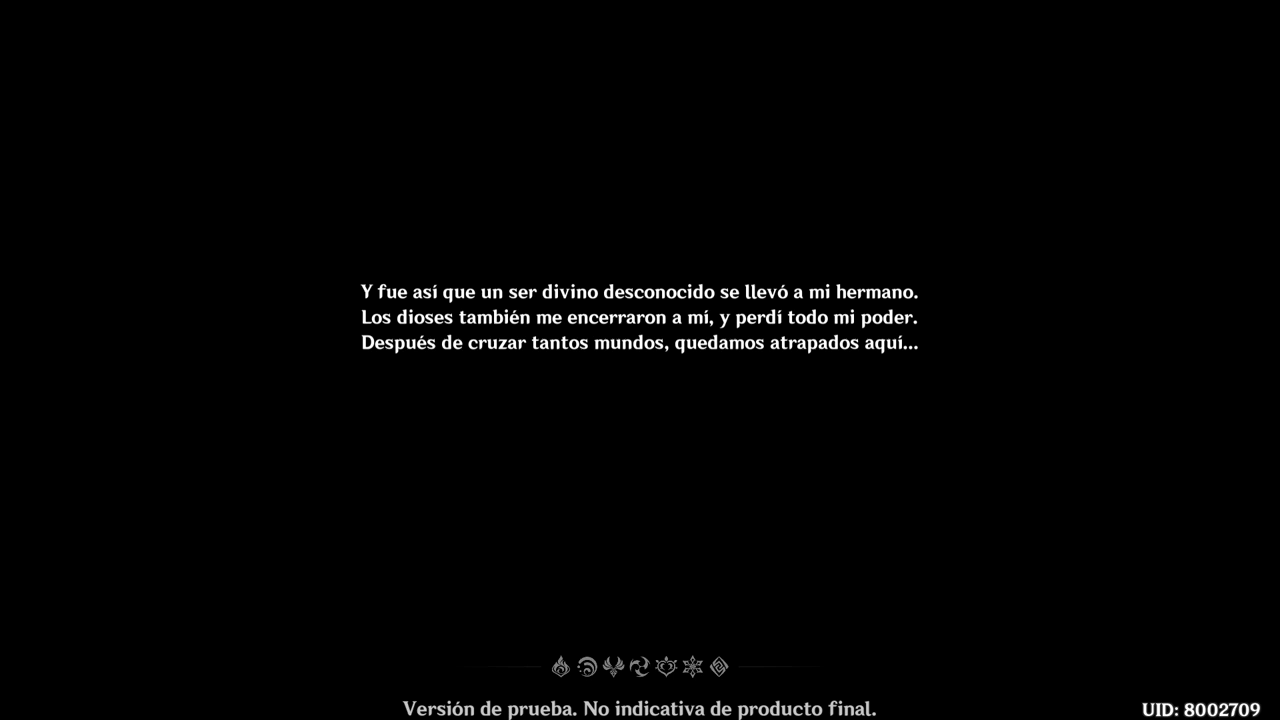 Y fue así que un ser divino desconocido se llevó a mi hermano.
Los dioses también me encerraron a mí, y perdí todo mi poder.
Después de cruzar tantos mundos, quedamos atrapados aquí...
Versión de prueba. No indicativa de producto final.
UID: 8002709